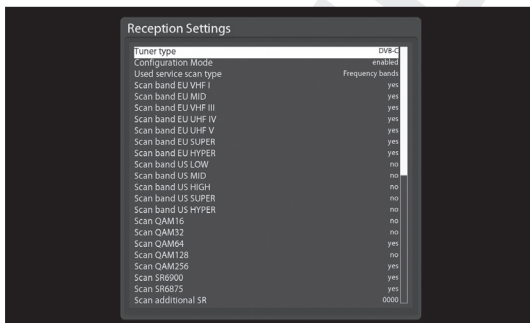 Reception Settings
Tuner type DVB-C
Configuration Mode enabled
Used service scan type Frequency bands
Scan band EU VHF I yes
Scan band EU MID yes
Scan band EU VHF III yes
Scan band EU UHF IV yes
Scan band EU UHF V yes
Scan band EU SUPER yes
Scan band EU HYPER yes
Scan band US LOW no
Scan band US MID no
Scan band US HIGH no
Scan band US SUPER no
Scan band US HYPER no
Scan QAM16 no
Scan QAM32 no
Scan QAM64 yes
Scan QAM128 no
Scan QAM256 yes
Scan SR6900 yes
Scan SR6875 yes
Scan additional SR 0000